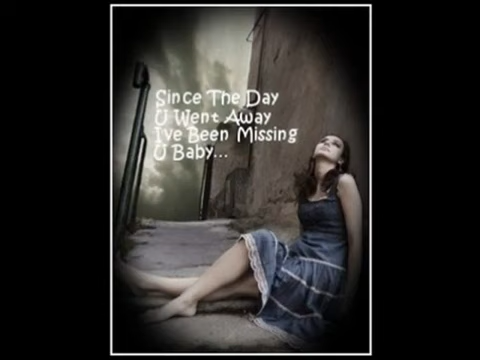 Since The Day
U Went Away
I've Been Missing
U Baby...